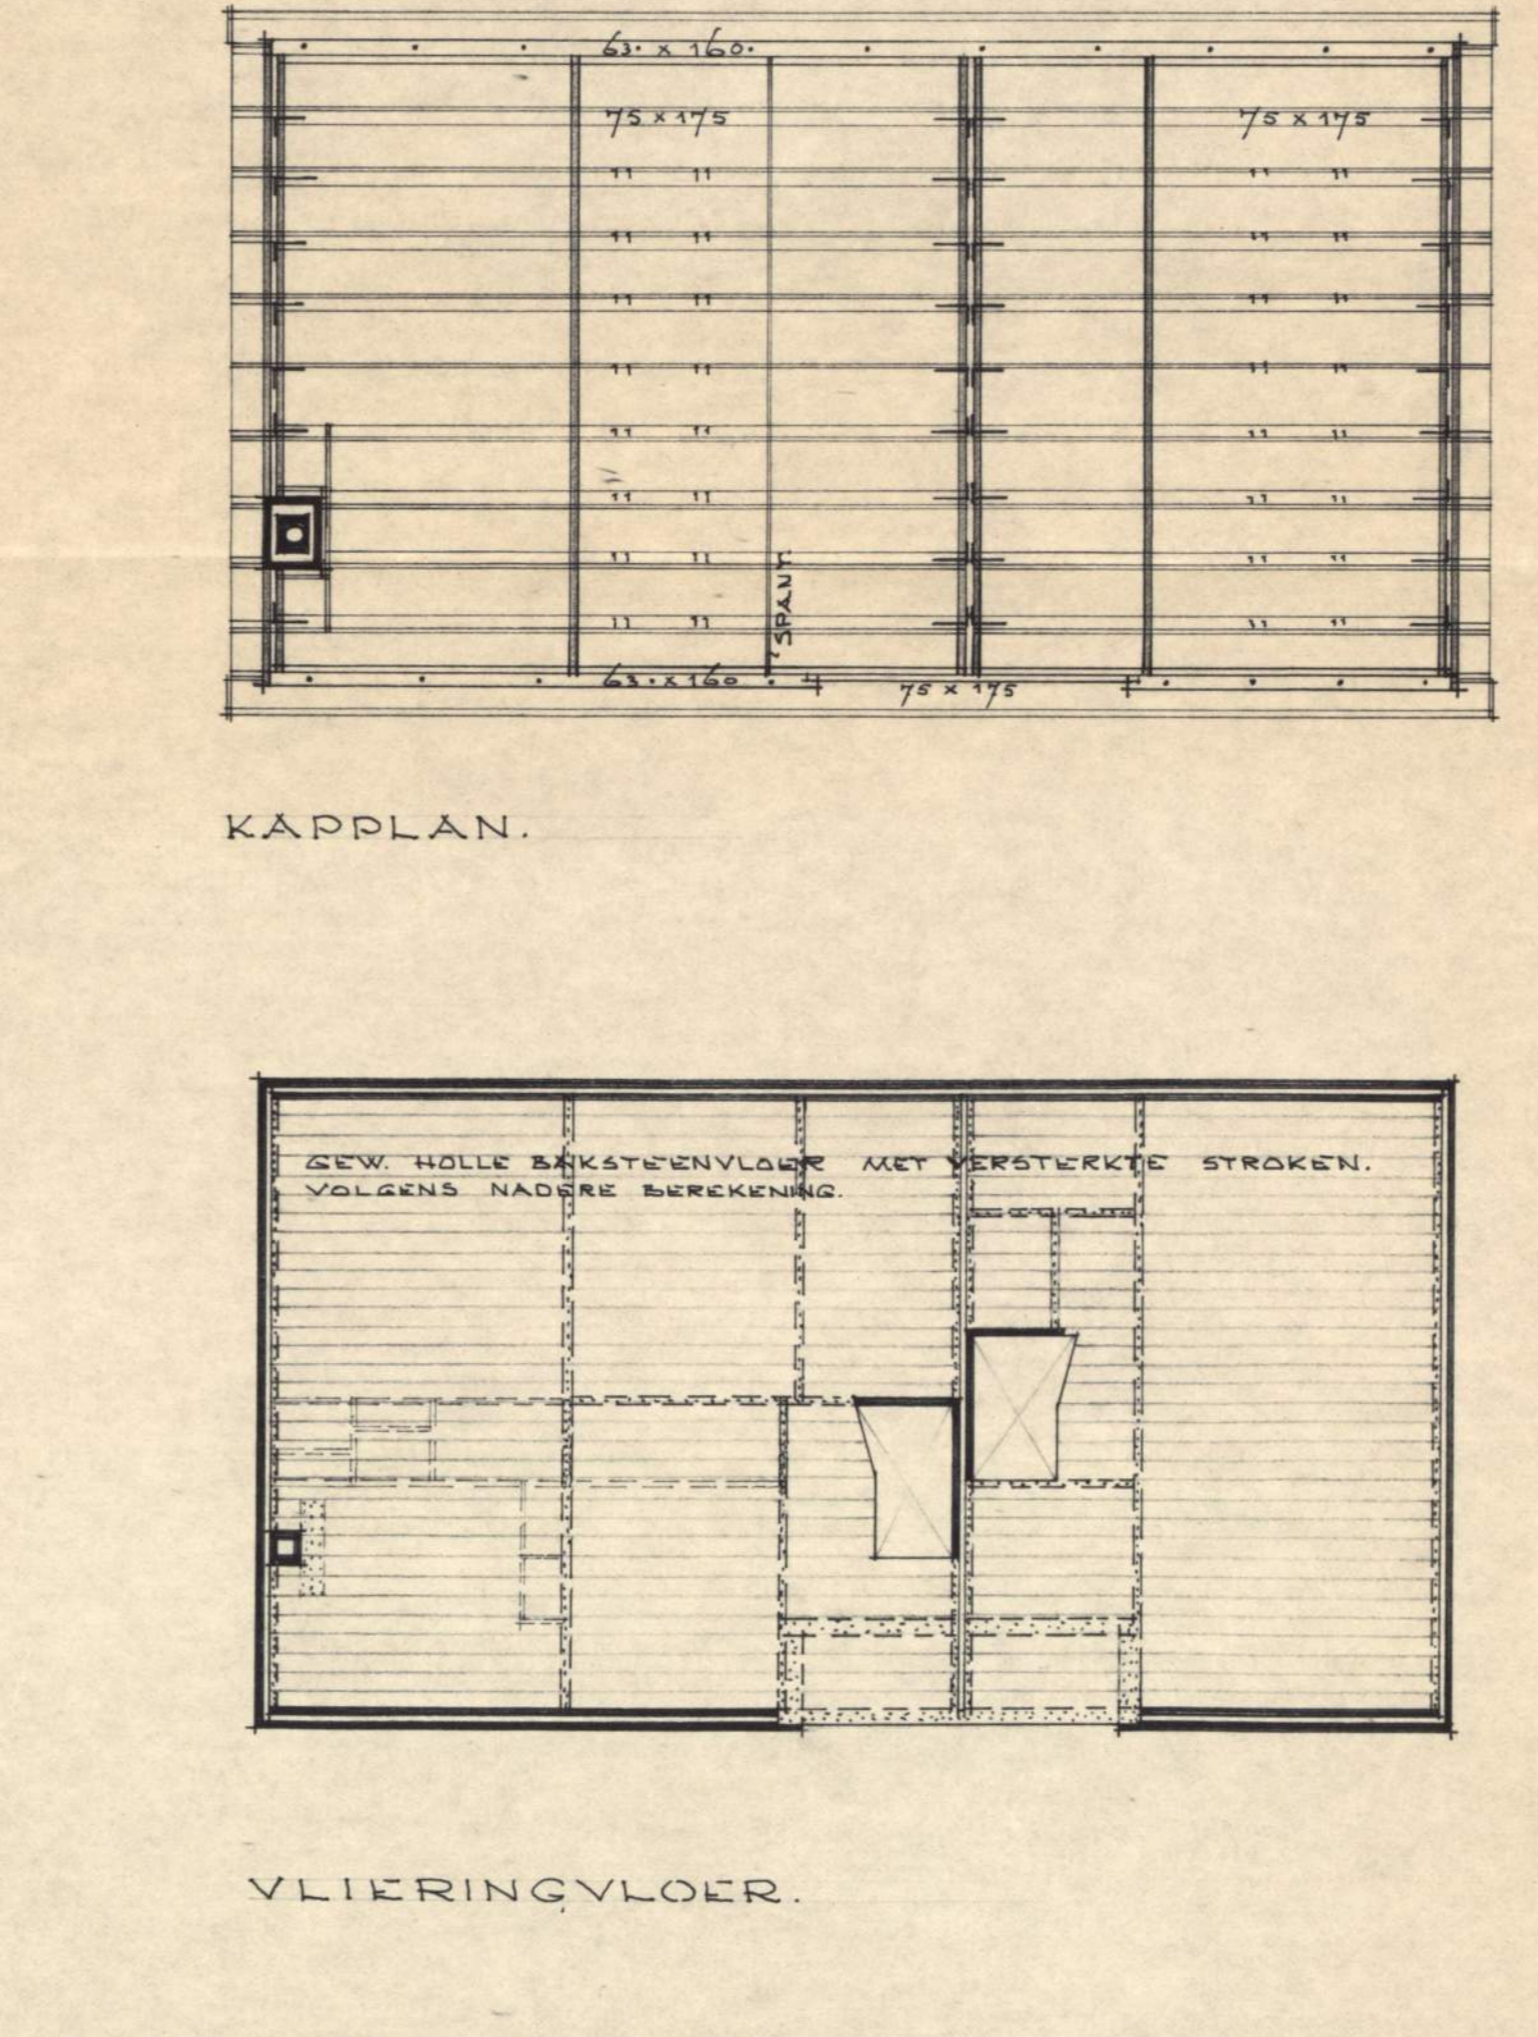 63. x 160.
75 x 175 75 x 175
" " " "
" " " "
" " " "
" " " "
" " " "
" " " "
" " " "
" " " "
" " " "
SPANT.
63. x 160
75 x 175
KAPPLAN.
GEW. HOLLE BAKSTEENVLOER MET VERSTERKTE STROKEN.
VOLGENS NADERE BEREKENING.
VLIERINGVLOER.